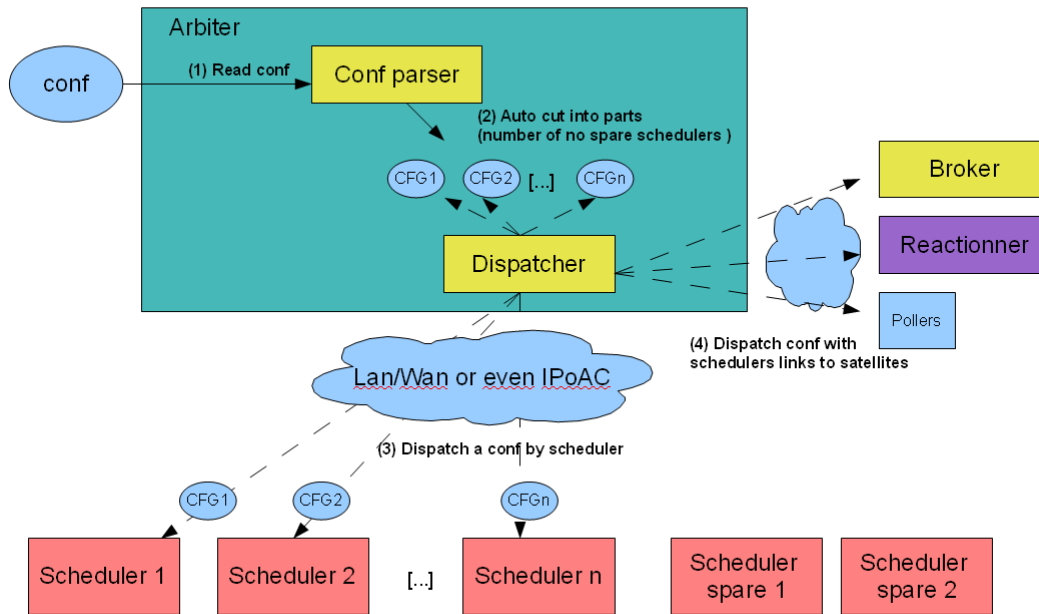 Arbiter
conf
(1) Read conf
Conf parser
(2) Auto cut into parts
(number of no spare schedulers )
CFG1
CFG2
[...]
CFGn
Broker
Dispatcher
Reactionner
Pollers
(4) Dispatch conf with
schedulers links to satellites
Lan/Wan or even IPoAC
(3) Dispatch a conf by scheduler
CFG1
CFG2
CFGn
Scheduler 1
Scheduler 2
[...]
Scheduler n
Scheduler
spare 1
Scheduler
spare 2